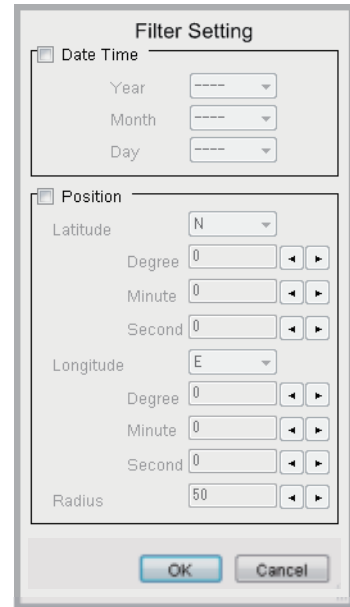 Filter Setting
Date Time
Year ----
Month ----
Day ----
Position
Latitude N
Degree 0
Minute 0
Second 0
Longitude E
Degree 0
Minute 0
Second 0
Radius 50
OK Cancel